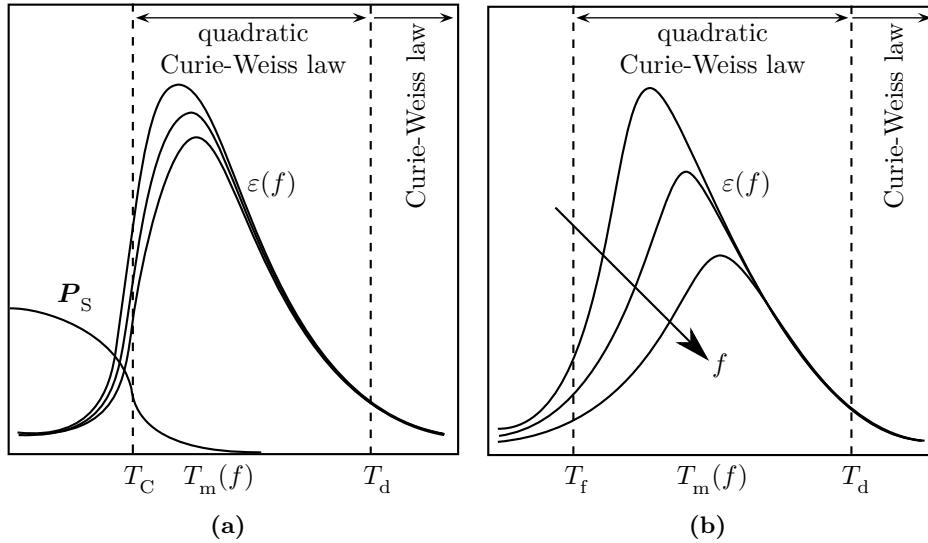 quadratic
Curie-Weiss law
Curie-Weiss law
ε(f)
P_S
T_C
T_m(f)
T_d
(a)
quadratic
Curie-Weiss law
Curie-Weiss law
ε(f)
f
T_f
T_m(f)
T_d
(b)